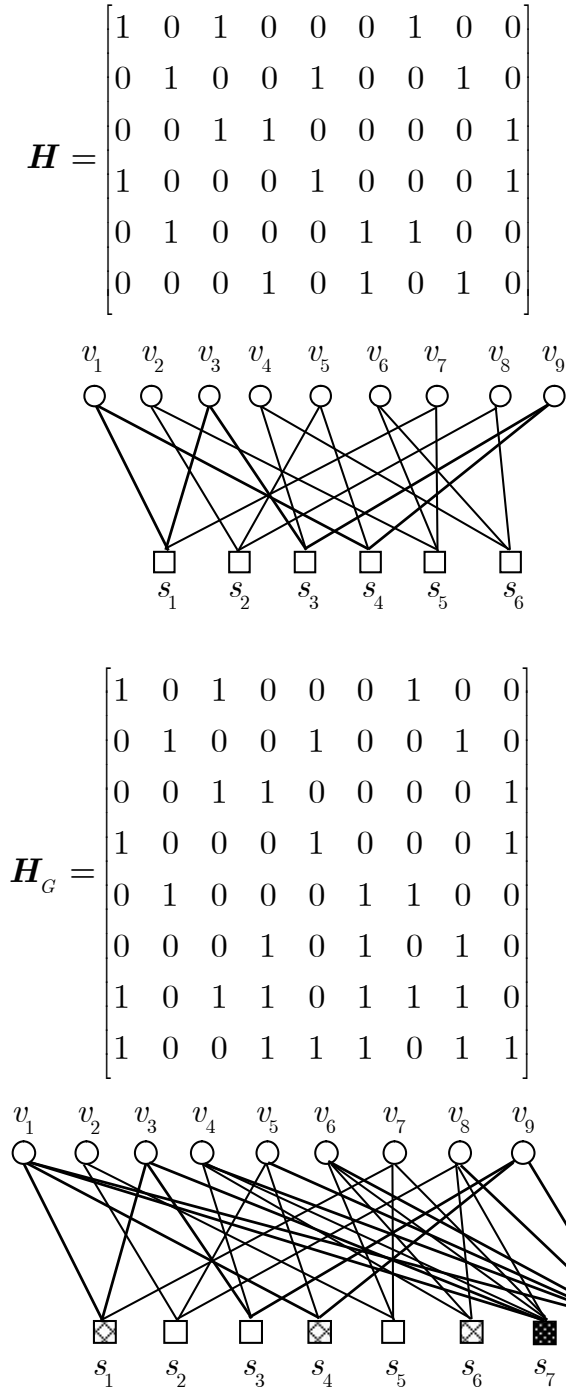 1 0 1 0 0 0 1 0 0
0 1 0 0 1 0 0 1 0
0 0 1 1 0 0 0 0 1
H =
1 0 0 0 1 0 0 0 1
0 1 0 0 0 1 1 0 0
0 0 0 1 0 1 0 1 0
v1 v2 v3 v4 v5 v6 v7 v8 v9
s1 s2 s3 s4 s5 s6
1 0 1 0 0 0 1 0 0
0 1 0 0 1 0 0 1 0
0 0 1 1 0 0 0 0 1
1 0 0 0 1 0 0 0 1
HG =
0 1 0 0 0 1 1 0 0
0 0 0 1 0 1 0 1 0
1 0 1 1 0 1 1 1 0
1 0 0 1 1 1 0 1 1
v1 v2 v3 v4 v5 v6 v7 v8 v9
s1 s2 s3 s4 s5 s6 s7